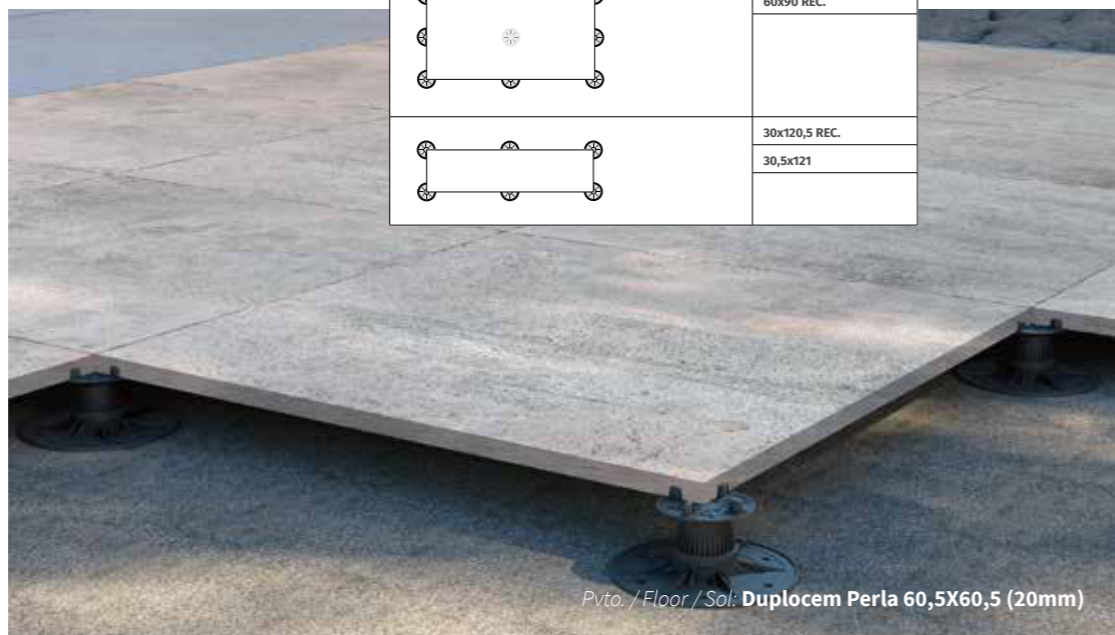 60x90 REC.
30x120,5 REC.
30,5x121
Pvto. / Floor / Sol: Duplocem Perla 60,5X60,5 (20mm)